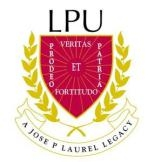 LPU
VERITAS
PRODEO
ET
PATRIA
FORTITUDO
A JOSE P LAUREL LEGACY